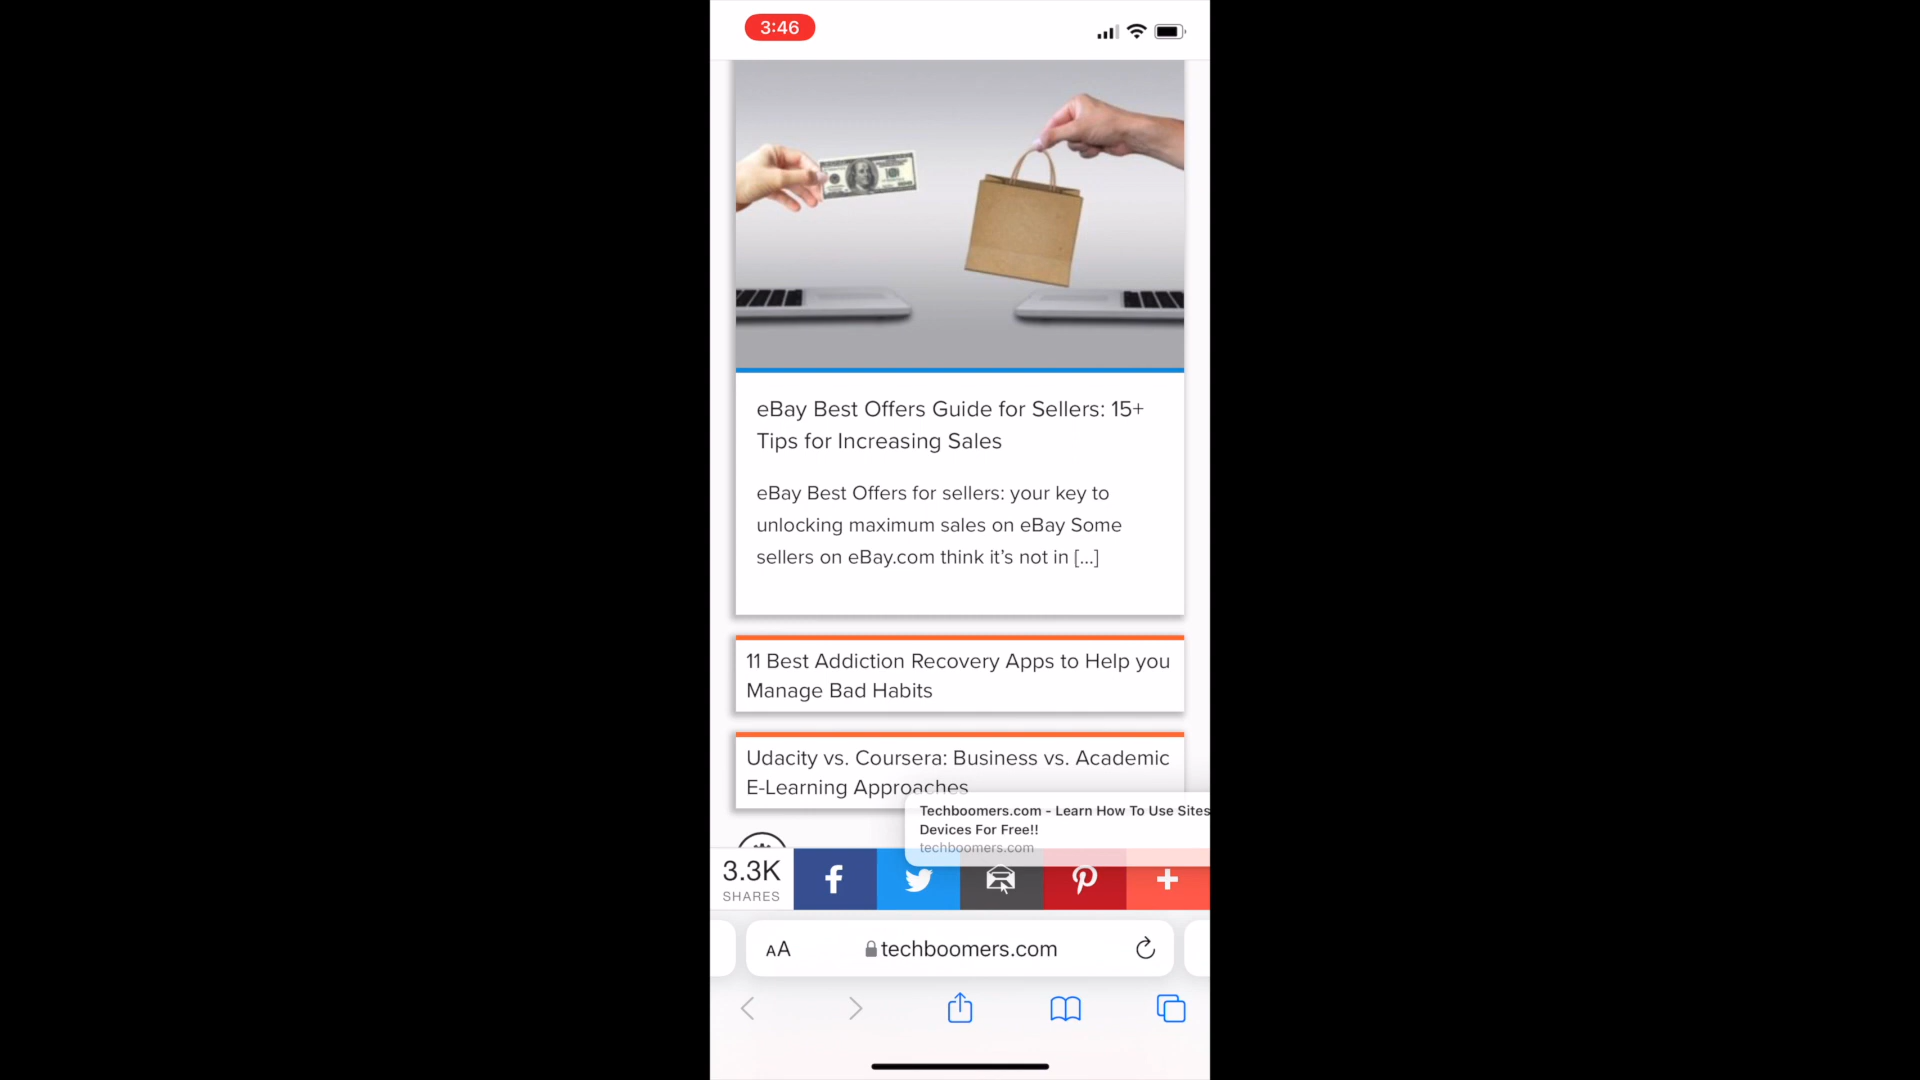 3:46
eBay Best Offers Guide for Sellers: 15+
Tips for Increasing Sales
eBay Best Offers for sellers: your key to
unlocking maximum sales on eBay Some
sellers on eBay.com think it’s not in [...]
11 Best Addiction Recovery Apps to Help you
Manage Bad Habits
Udacity vs. Coursera: Business vs. Academic
E-Learning Approaches
Techboomers.com - Learn How To Use Sites
Devices For Free!!
techboomers.com
3.3K
SHARES
AA
techboomers.com